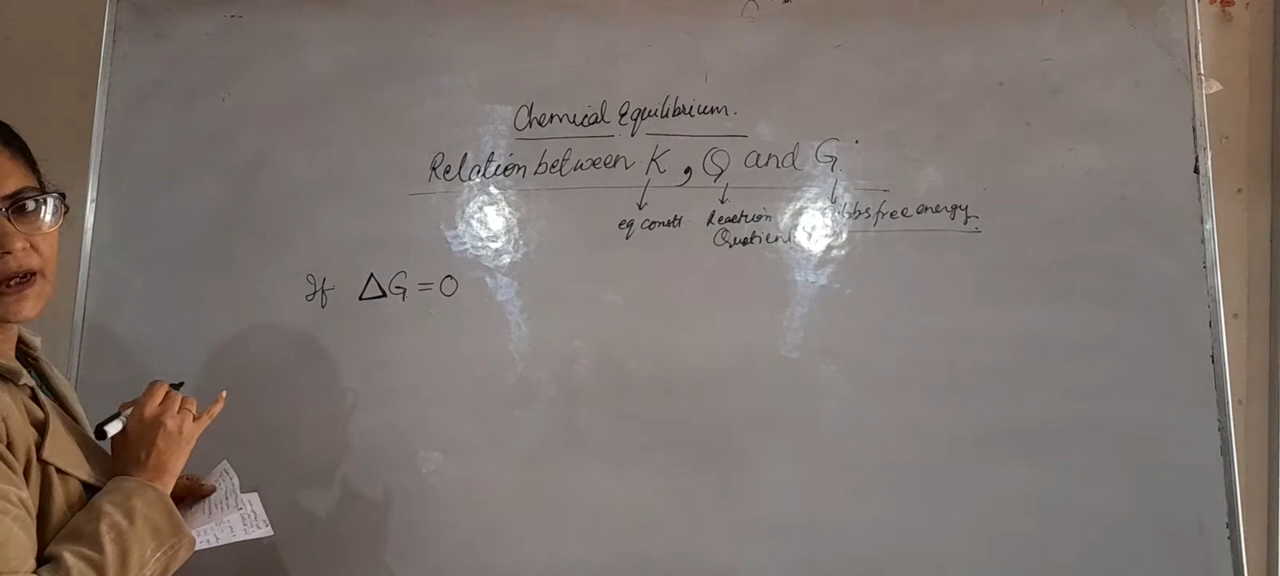 Chemical Equilibrium.
Relation between K, Q and G.
eq constt Reaction Quotient Gibbs free energy.
If ΔG = 0